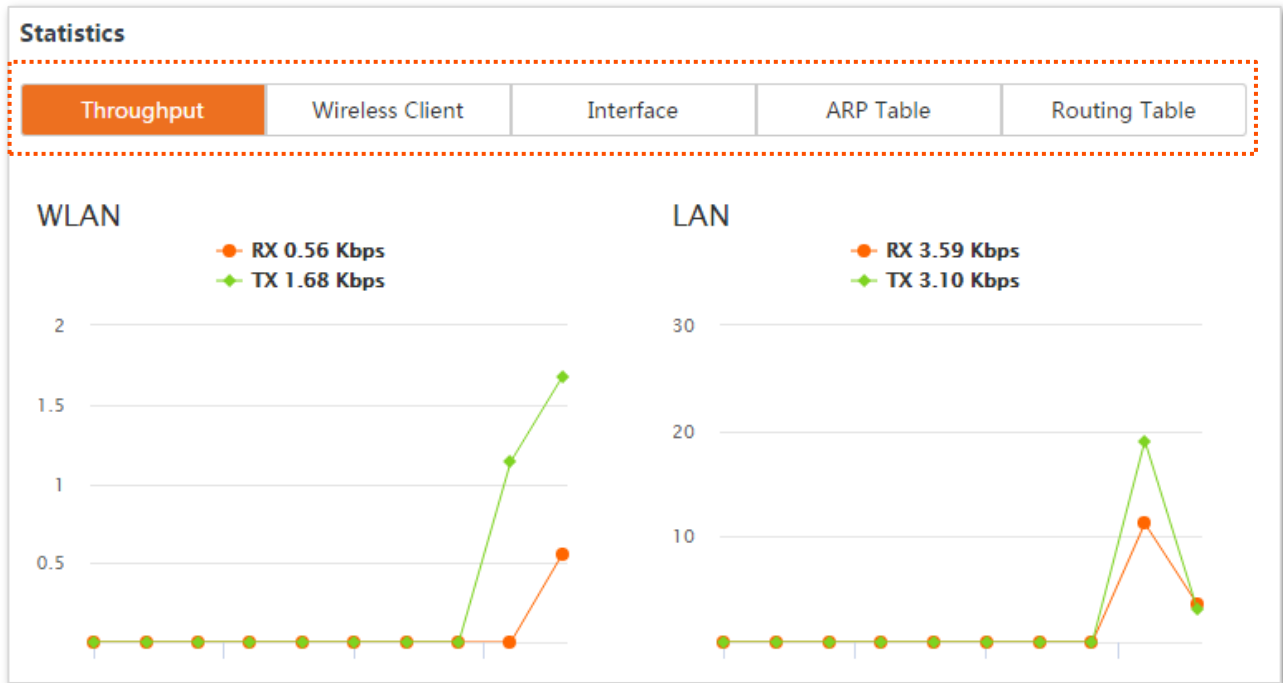 Statistics
Throughput Wireless Client Interface ARP Table Routing Table
WLAN
RX 0.56 Kbps
TX 1.68 Kbps
2
1.5
1
0.5
LAN
RX 3.59 Kbps
TX 3.10 Kbps
30
20
10